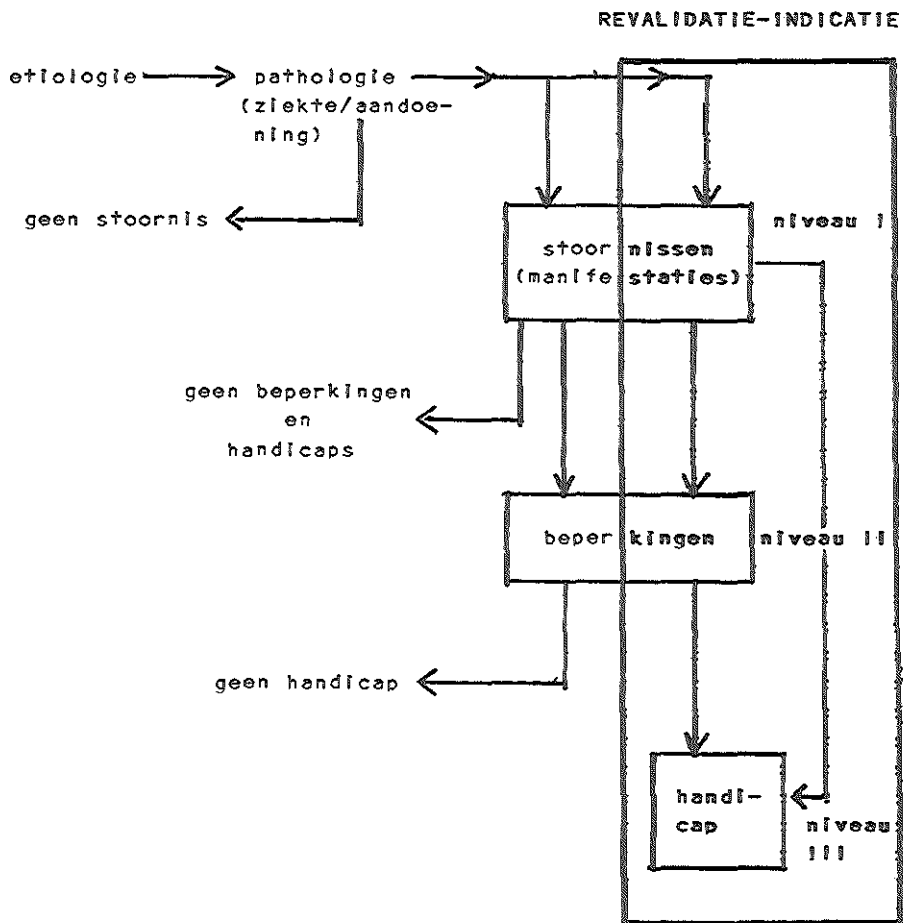 REVALIDATIE-INDICATIE
etiologie
pathologie
(ziekte/aandoe-
ning)
geen stoornis
niveau I
stoornissen
(manifestaties)
geen beperkingen
en
handicaps
beperkingen
niveau II
geen handicap
handi-
cap
niveau
III